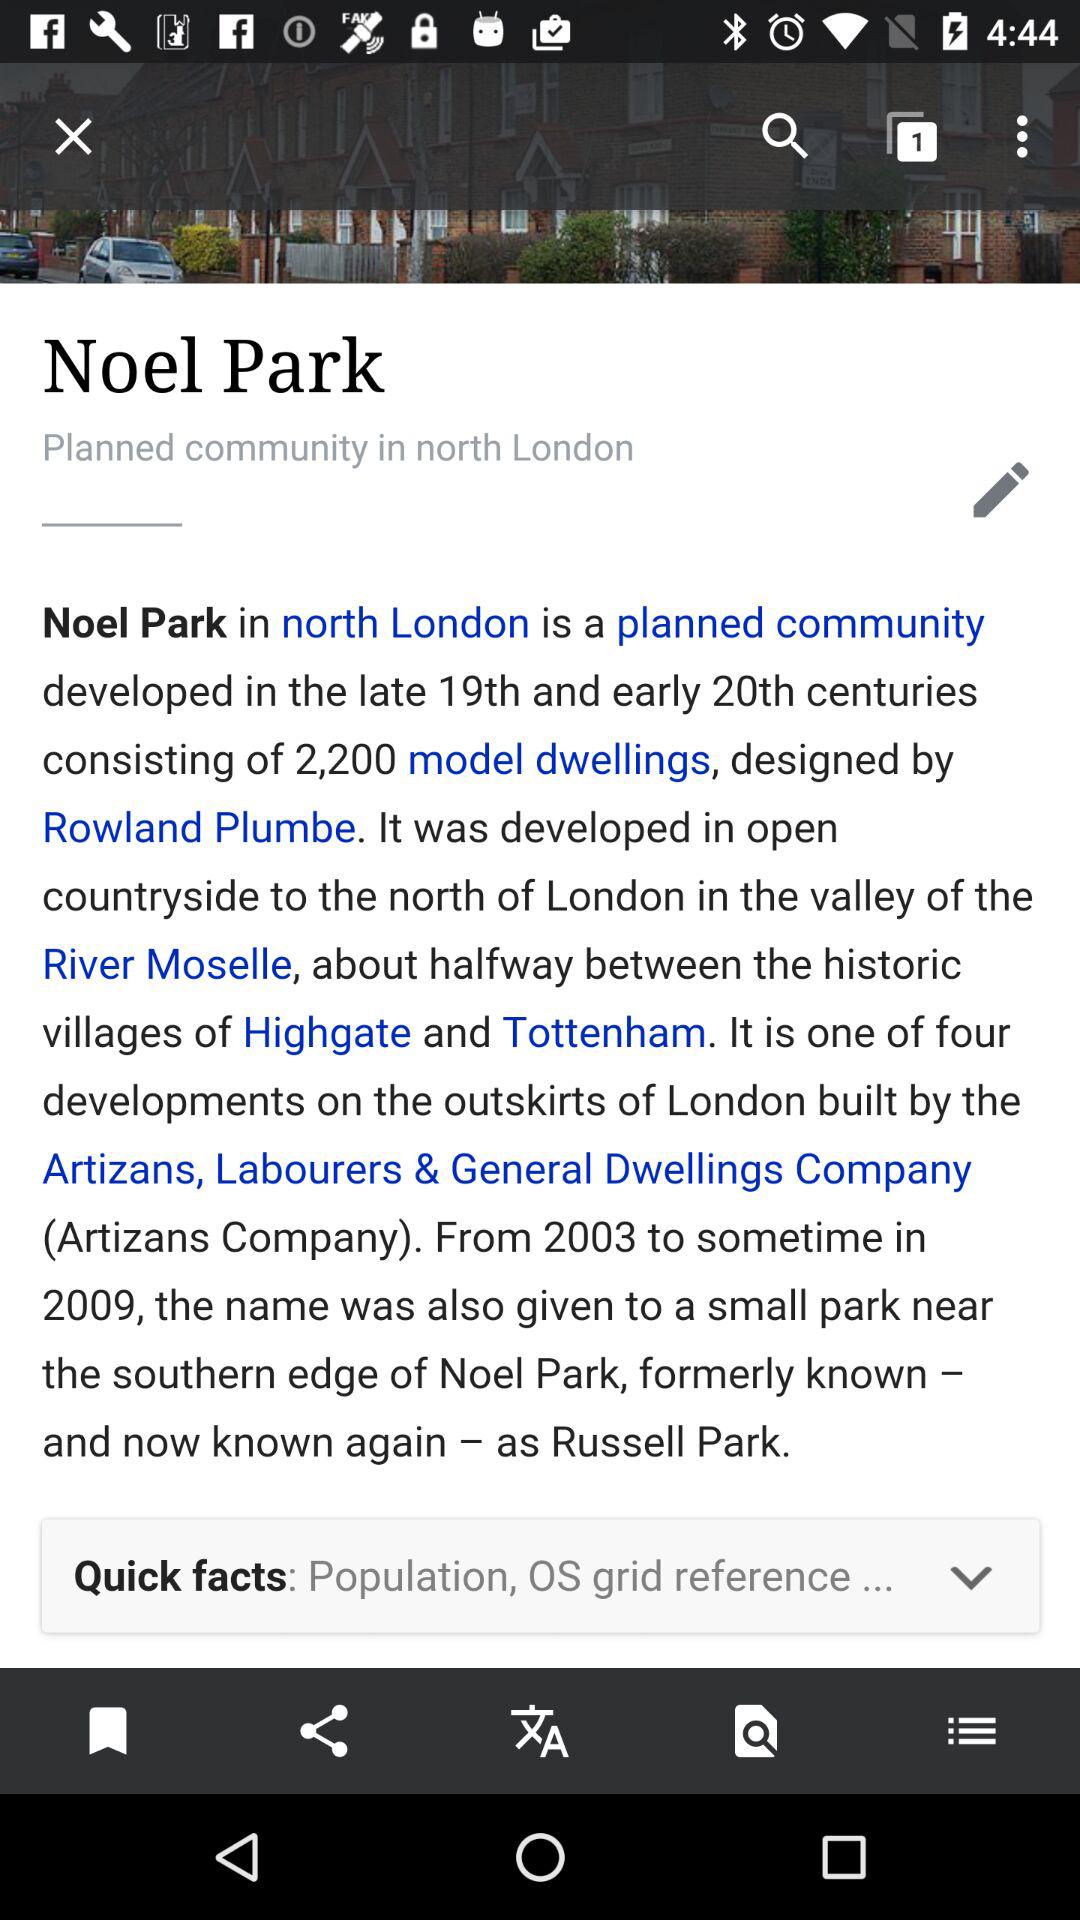 FAKE
4:44
1
Noel Park
Planned community in north London
Noel Park in north London is a planned community
developed in the late 19th and early 20th centuries
consisting of 2,200 model dwellings, designed by
Rowland Plumbe. It was developed in open
countryside to the north of London in the valley of the
River Moselle, about halfway between the historic
villages of Highgate and Tottenham. It is one of four
developments on the outskirts of London built by the
Artizans, Labourers & General Dwellings Company
(Artizans Company). From 2003 to sometime in
2009, the name was also given to a small park near
the southern edge of Noel Park, formerly known –
and now known again – as Russell Park.
Quick facts: Population, OS grid reference ...